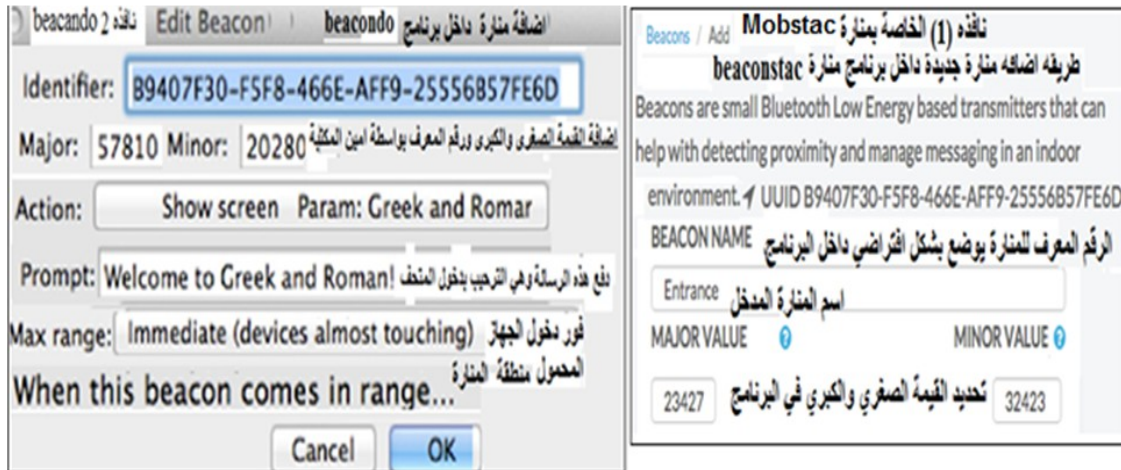 beacando 2 نافذه Edit Beacon اضافة منارة داخل برنامج beacondo
Identifier: B9407F30-F5F8-466E-AFF9-25556B57FE6D
Major: 57810 Minor: 20280 اضافة القيمة الصغرى والكبرى ورقم المعرف بواسطة امين المكتبة
Action: Show screen Param: Greek and Romar
Prompt: Welcome to Greek and Roman! دفع هذه الرسالة وهي الترحيب بدخول المتحف
Max range: Immediate (devices almost touching) فور دخول الجهاز
المحمول منطقة المنارة
When this beacon comes in range...
Cancel OK
Beacons / Add نافذه (1) الخاصة بمنارة Mobstac
طريقه اضافه منارة جديدة داخل برنامج منارة beaconstac
Beacons are small Bluetooth Low Energy based transmitters that can
help with detecting proximity and manage messaging in an indoor
environment. UUID B9407F30-F5F8-466E-AFF9-25556B57FE6D
BEACON NAME الرقم المعرف للمنارة يوضع بشكل افتراضي داخل البرنامج
Entrance اسم المنارة المدخل
MAJOR VALUE ? MINOR VALUE ?
23427 تحديد القيمة الصغري والكبري في البرنامج 32423